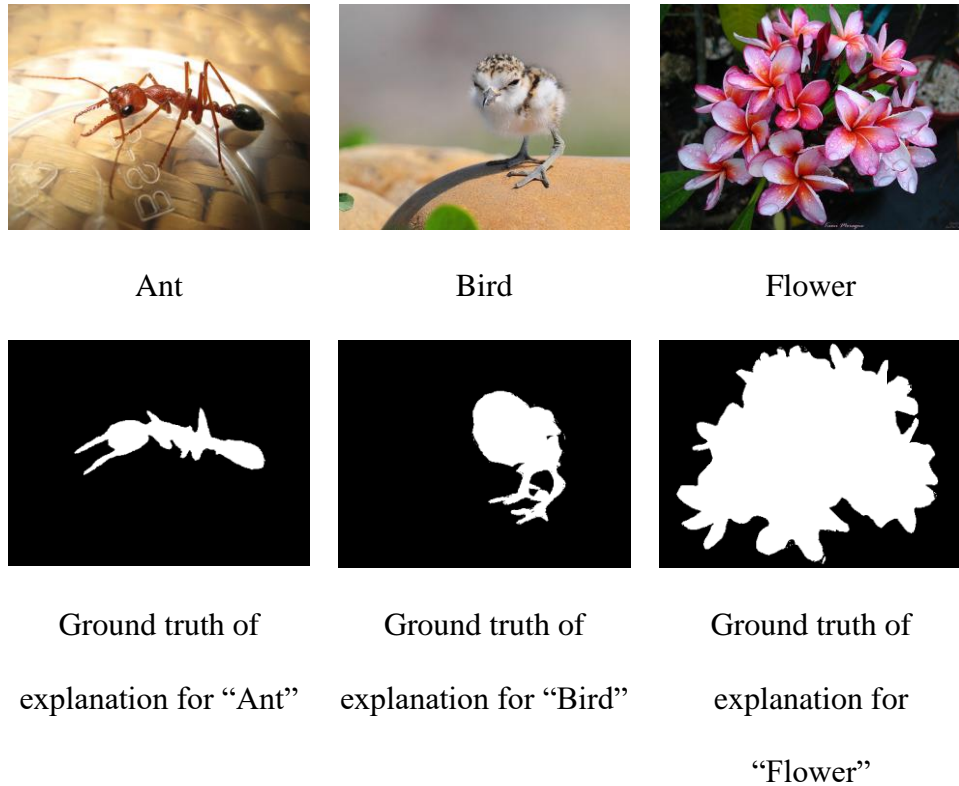 Ant
Bird
Flower
Ground truth of
explanation for “Ant”
Ground truth of
explanation for “Bird”
Ground truth of
explanation for
“Flower”